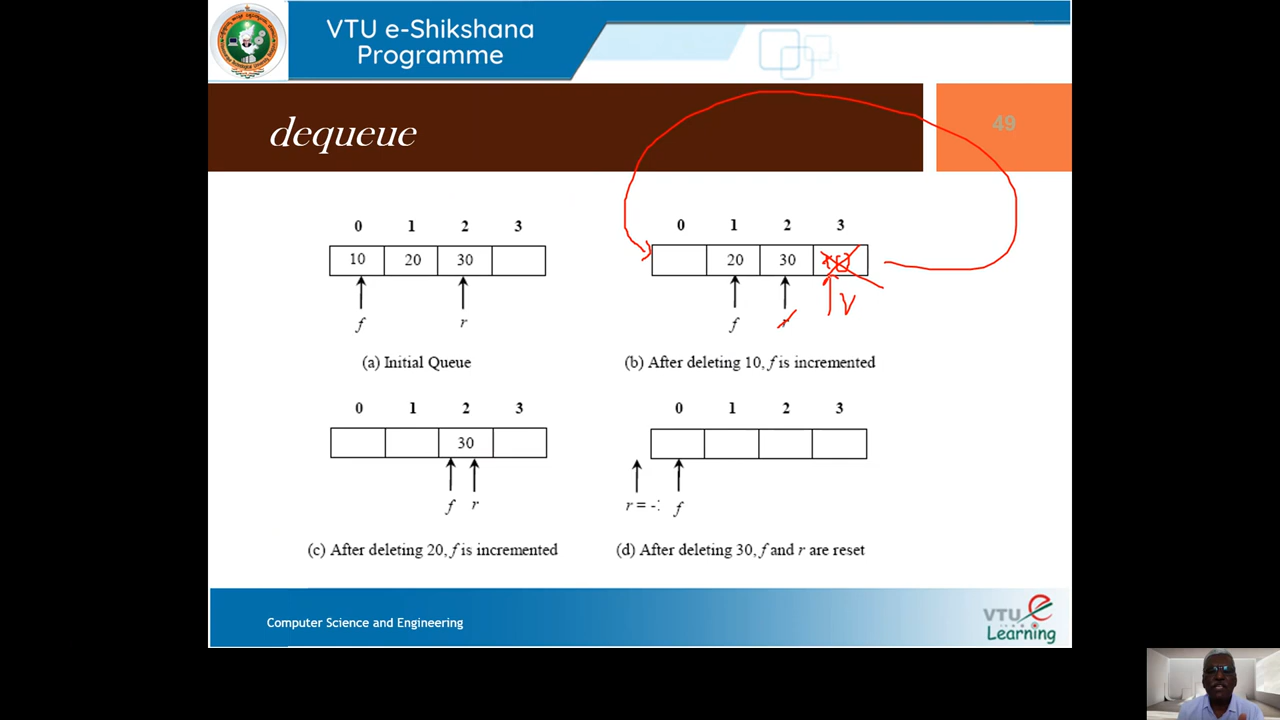 VTU e-Shikshana
Programme
dequeue
49
0 1 2 3
10 20 30
f r
(a) Initial Queue
0 1 2 3
20 30
f r r
(b) After deleting 10, f is incremented
0 1 2 3
30
f r
(c) After deleting 20, f is incremented
0 1 2 3
r = -
f
(d) After deleting 30, f and r are reset
Computer Science and Engineering
VTU e
Learning